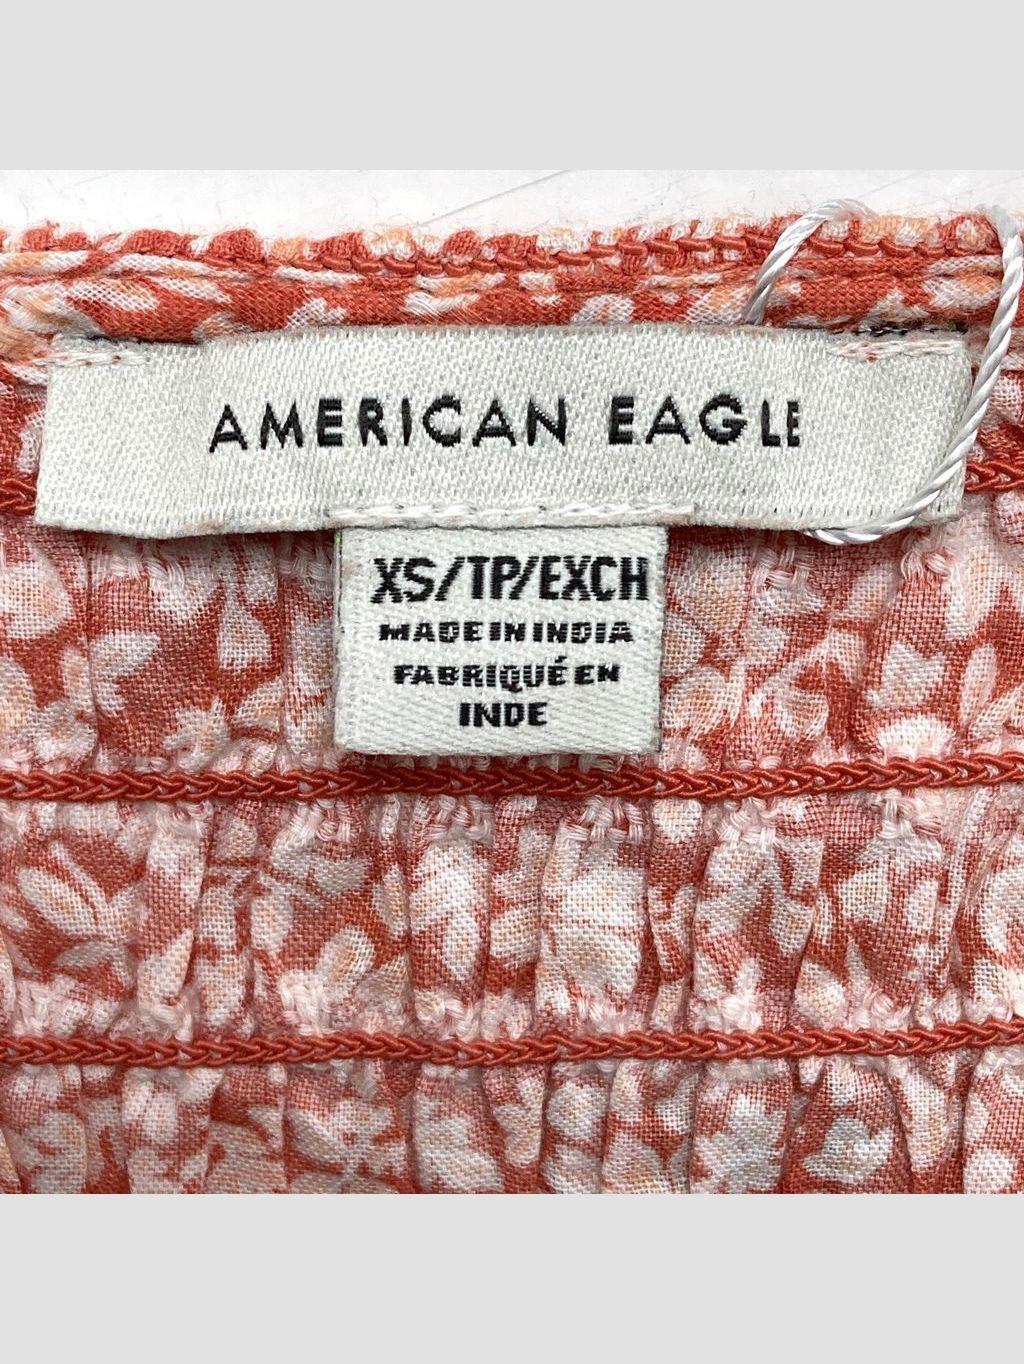 AMERICAN EAGLE
XS/TP/EXCH
MADE IN INDIA
FABRIQUÉ EN
INDE